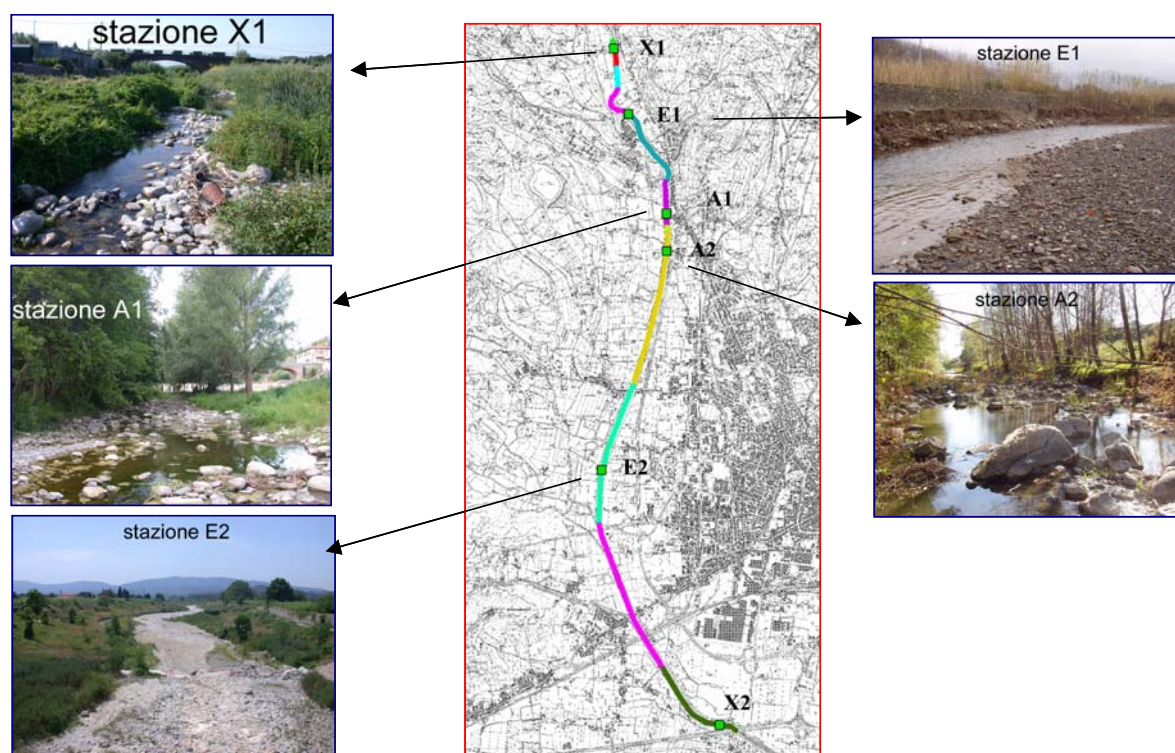 stazione X1
stazione A1
stazione E2
X1
E1
A1
A2
E2
X2
stazione E1
stazione A2